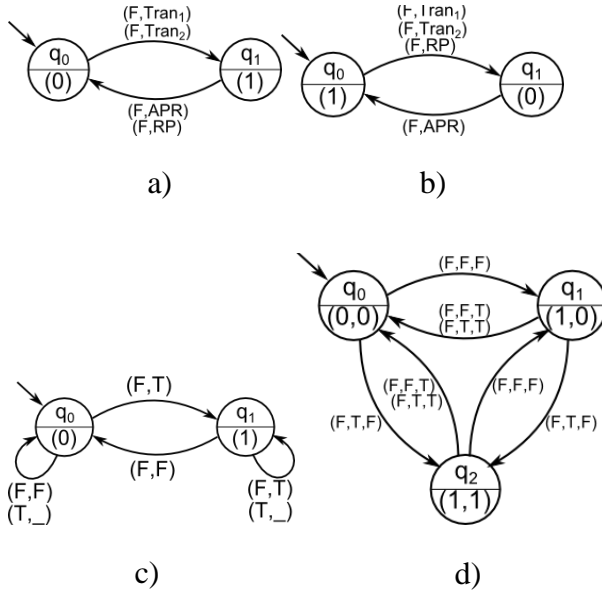 (F,Tran₁)
(F,Tran₂)
q₀
(0)
q₁
(1)
(F,APR)
(F,RP)
a)
(F,Tran₁)
(F,Tran₂)
(F,RP)
q₀
(1)
q₁
(0)
(F,APR)
b)
(F,T)
q₀
(0)
q₁
(1)
(F,F)
(F,F)
(T,_)
(F,T)
(T,_)
c)
(F,F,F)
q₀
(0,0)
q₁
(1,0)
(F,F,T)
(F,T,T)
(F,T,F)
(F,F,T)
(F,T,T)
(F,F,F)
(F,T,F)
q₂
(1,1)
d)